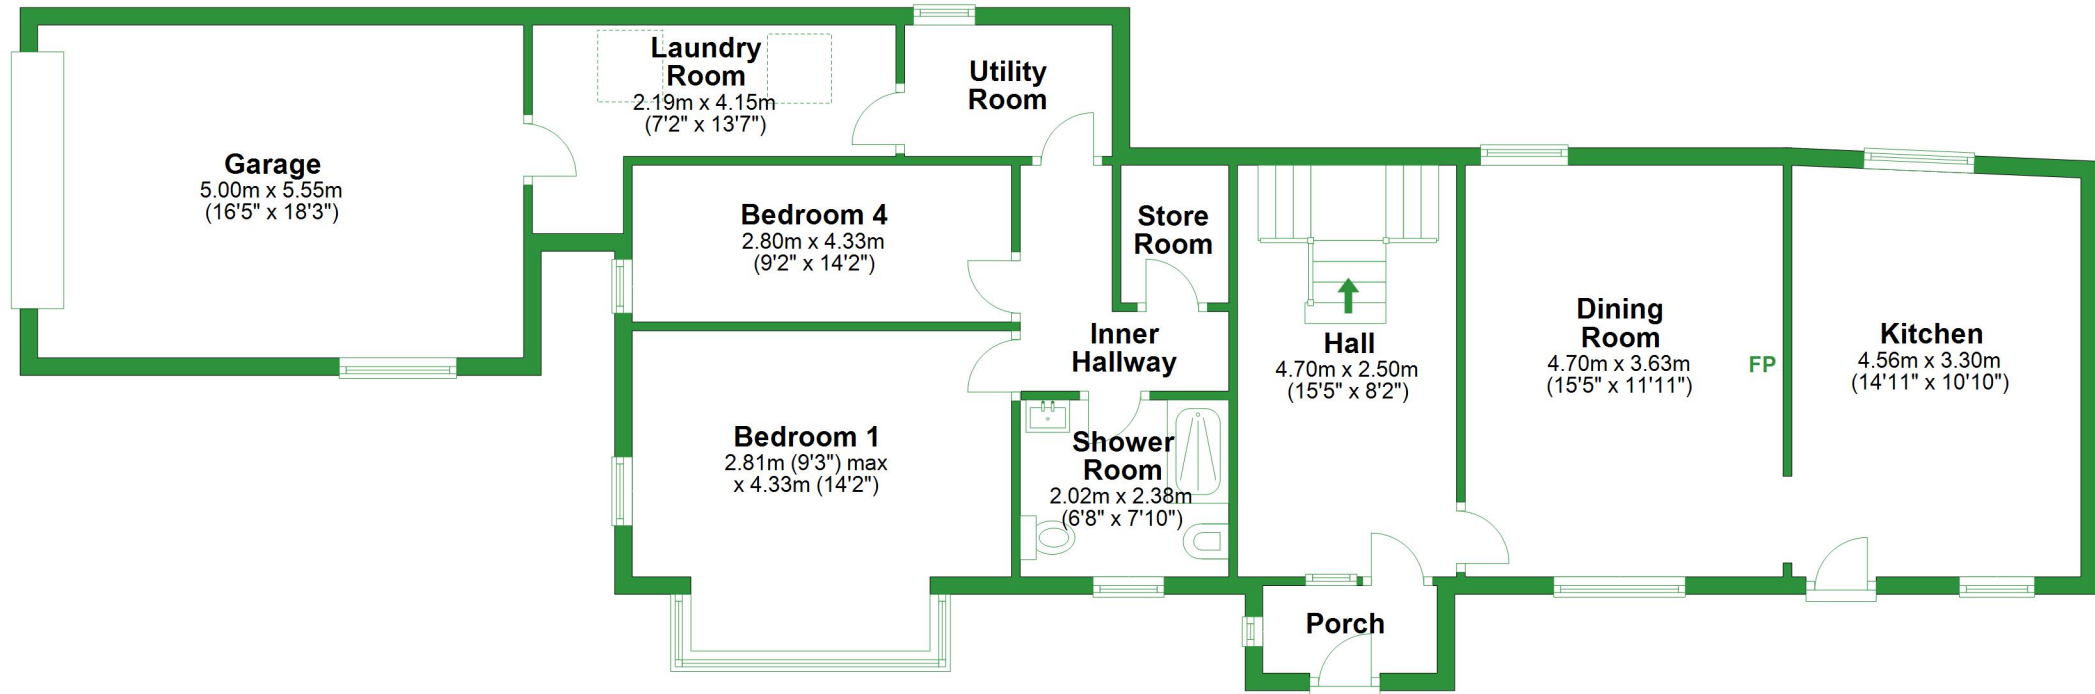 Garage
5.00m x 5.55m
(16'5" x 18'3")
Laundry
Room
2.19m x 4.15m
(7'2" x 13'7")
Utility
Room
Bedroom 4
2.80m x 4.33m
(9'2" x 14'2")
Store
Room
Inner
Hallway
Bedroom 1
2.81m (9'3") max
x 4.33m (14'2")
Shower
Room
2.02m x 2.38m
(6'8" x 7'10")
Hall
4.70m x 2.50m
(15'5" x 8'2")
Dining
Room
4.70m x 3.63m
(15'5" x 11'11")
FP
Kitchen
4.56m x 3.30m
(14'11" x 10'10")
Porch